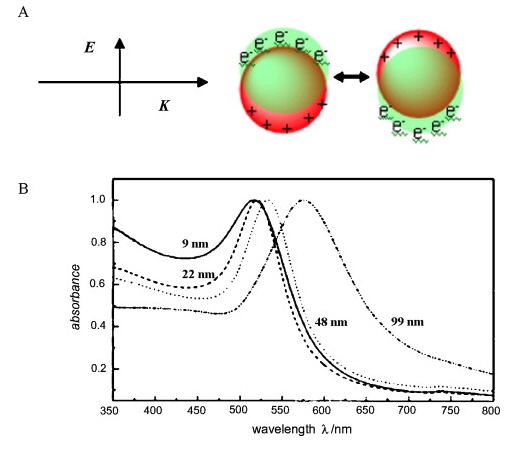 A
E
K
e- e- e- e- e-
+ + + + +
+ + + + +
e- e- e- e- e-
B
1.0
0.8
0.6
0.4
0.2
absorbance
9 nm
22 nm
48 nm
99 nm
350 400 450 500 550 600 650 700 750 800
wavelength λ /nm